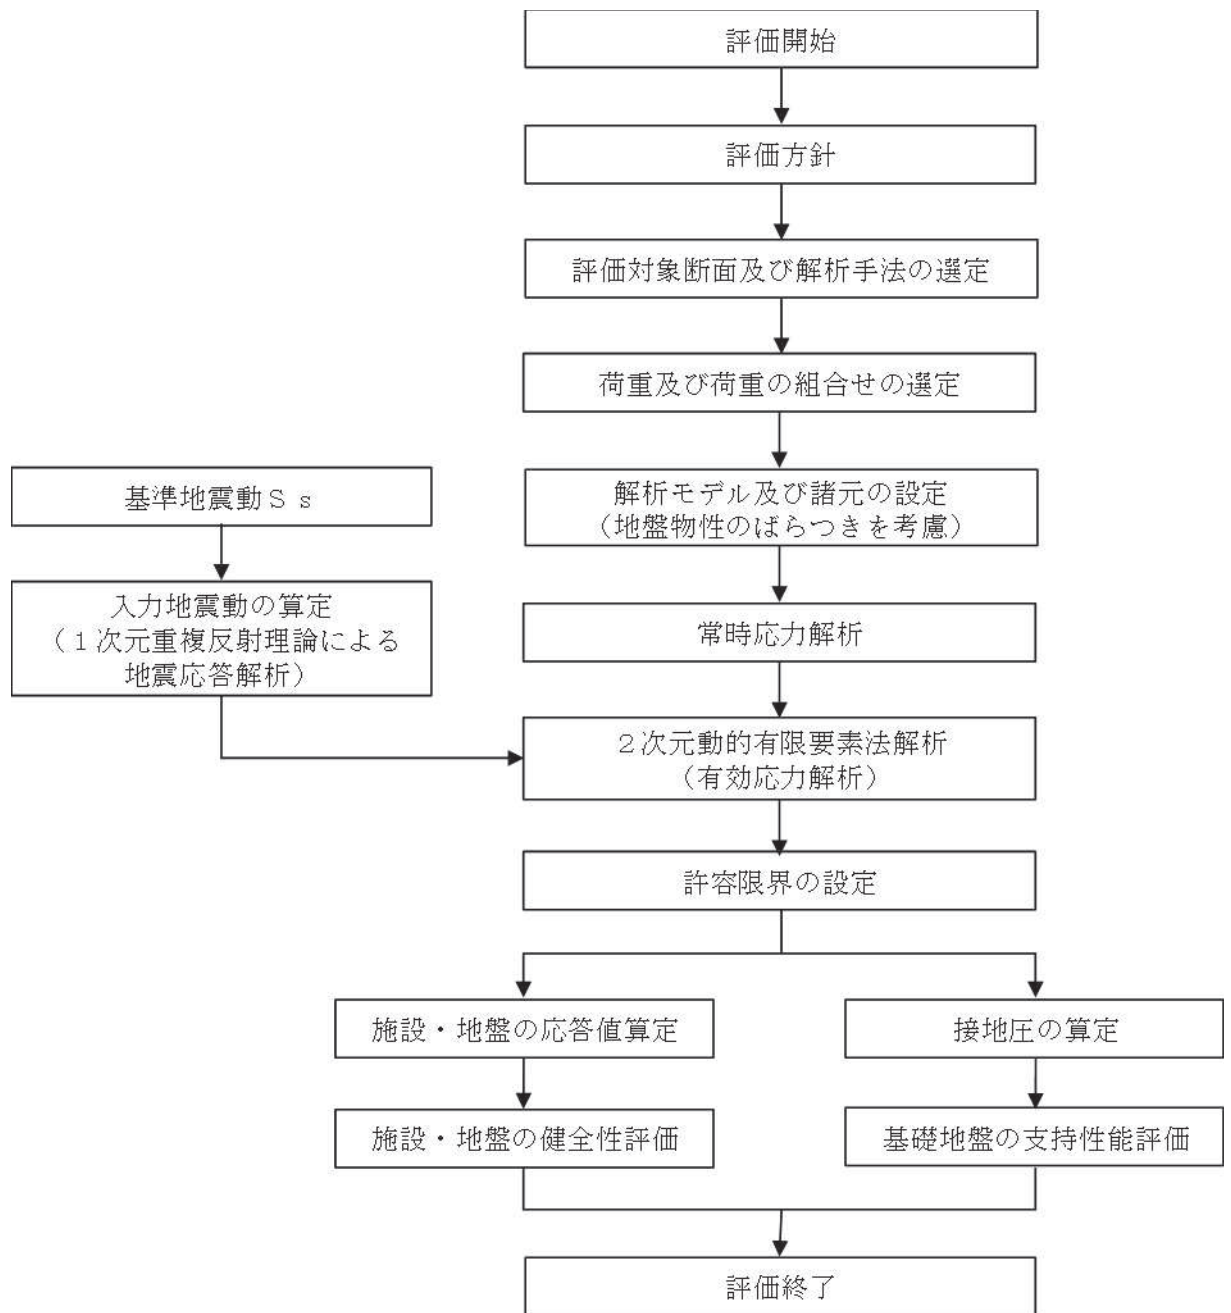 評価開始
評価方針
評価対象断面及び解析手法の選定
荷重及び荷重の組合せの選定
基準地震動Ｓｓ
解析モデル及び諸元の設定
（地盤物性のばらつきを考慮）
入力地震動の算定
（１次元重複反射理論による
地震応答解析）
常時応力解析
２次元動的有限要素法解析
（有効応力解析）
許容限界の設定
施設・地盤の応答値算定
接地圧の算定
施設・地盤の健全性評価
基礎地盤の支持性能評価
評価終了